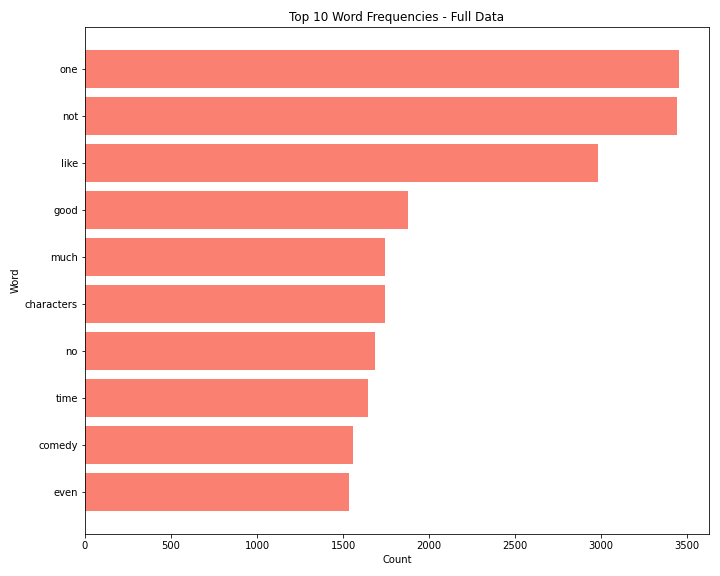 Top 10 Word Frequencies - Full Data
one
not
like
good
much
characters
no
time
comedy
even
Word
0 500 1000 1500 2000 2500 3000 3500
Count